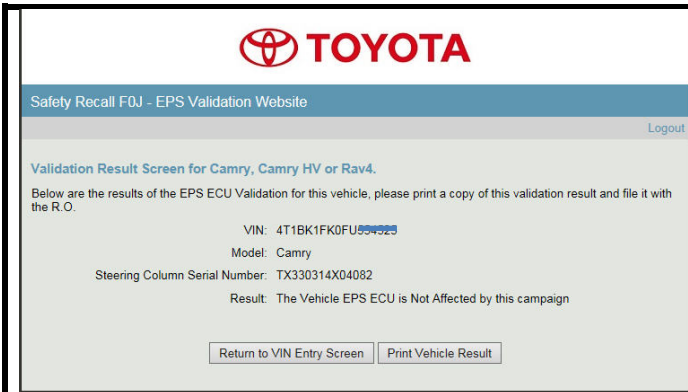 TOYOTA
Safety Recall F0J - EPS Validation Website
Logout
Validation Result Screen for Camry, Camry HV or Rav4.
Below are the results of the EPS ECU Validation for this vehicle, please print a copy of this validation result and file it with
the R.O.
VIN: 4T1BK1FK0FU
Model: Camry
Steering Column Serial Number: TX330314X04082
Result: The Vehicle EPS ECU is Not Affected by this campaign
Return to VIN Entry Screen Print Vehicle Result